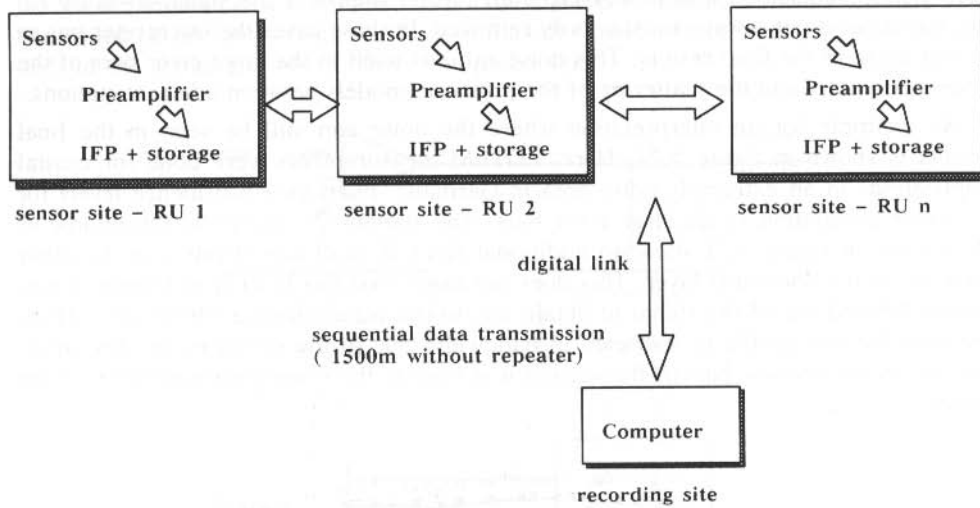 Sensors
Preamplifier
IFP + storage
sensor site - RU 1
Sensors
Preamplifier
IFP + storage
sensor site - RU 2
Sensors
Preamplifier
IFP + storage
sensor site - RU n
digital link
sequential data transmission
( 1500m without repeater)
Computer
recording site